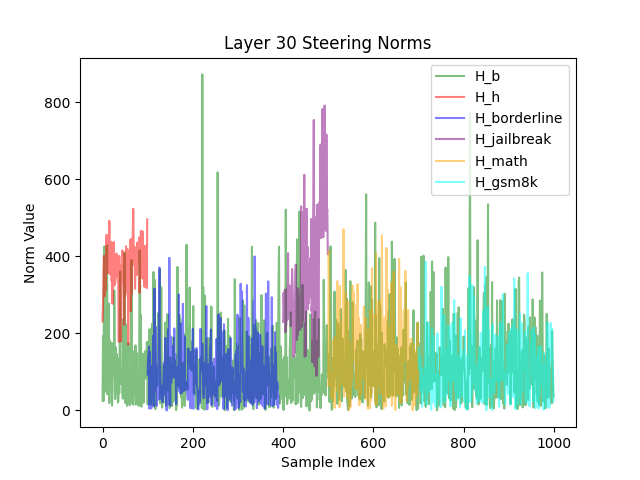 Layer 30 Steering Norms
H_b
H_h
H_borderline
H_jailbreak
H_math
H_gsm8k
Norm Value
800
600
400
200
0
0 200 400 600 800 1000
Sample Index